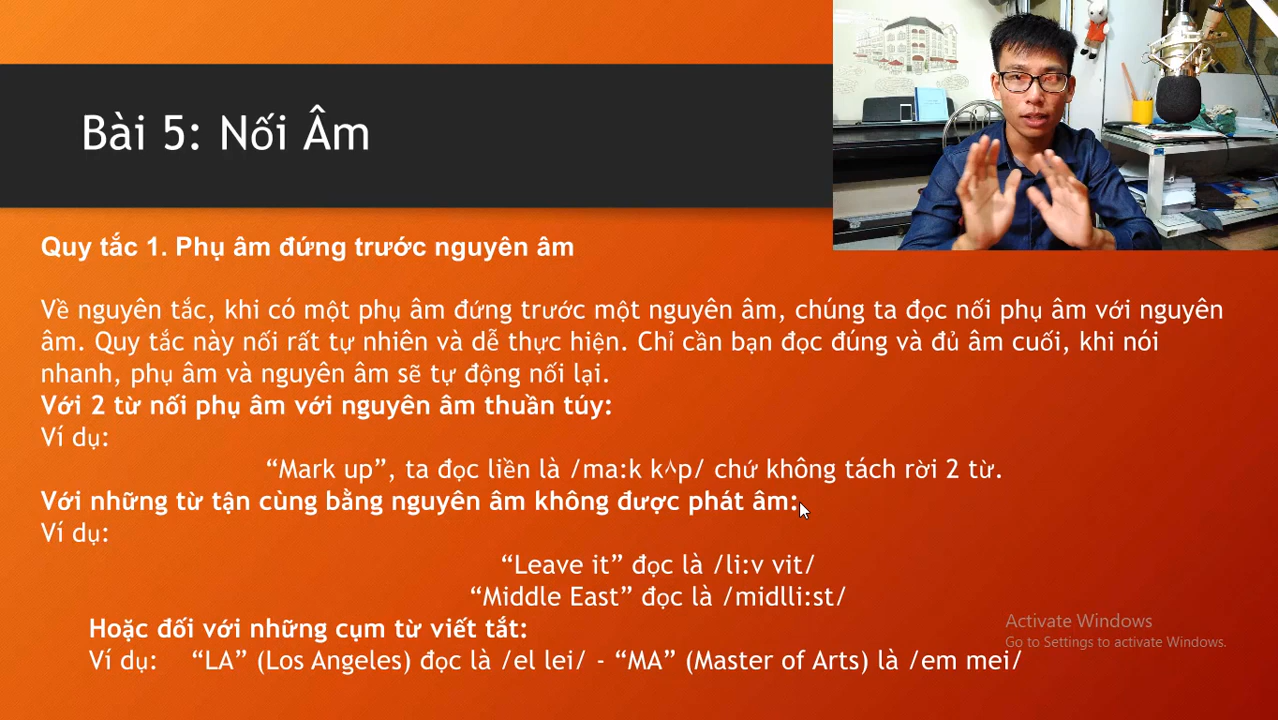 Bài 5: Nối Âm
Quy tắc 1. Phụ âm đứng trước nguyên âm
Về nguyên tắc, khi có một phụ âm đứng trước một nguyên âm, chúng ta đọc nối phụ âm với nguyên
âm. Quy tắc này nối rất tự nhiên và dễ thực hiện. Chỉ cần bạn đọc đúng và đủ âm cuối, khi nói
nhanh, phụ âm và nguyên âm sẽ tự động nối lại.
Với 2 từ nối phụ âm với nguyên âm thuần túy:
Ví dụ:
“Mark up”, ta đọc liền là /ma:k k^p/ chứ không tách rời 2 từ.
Với những từ tận cùng bằng nguyên âm không được phát âm:
Ví dụ:
“Leave it” đọc là /li:v vit/
“Middle East” đọc là /midlli:st/
Hoặc đối với những cụm từ viết tắt:
Ví dụ: “LA” (Los Angeles) đọc là /el lei/ - “MA” (Master of Arts) là /em mei/
Activate Windows
Go to Settings to activate Windows.